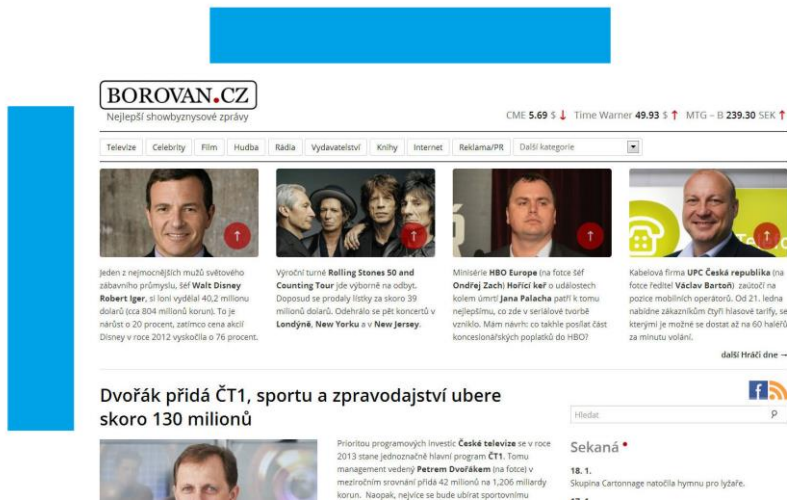 BOROVAN.CZ
Nejlepší showbyznysové zprávy
CME 5.69 $ ↓ Time Warner 49.93 $ ↑ MTG – B 239.30 SEK ↑
Televize Celebrity Film Hudba Rádia Vydavatelství Knihy Internet Reklama/PR Další kategorie
Jeden z nejmocnějších mužů světového
zábavního průmyslu, šéf Walt Disney
Robert Iger, si loni vydělal 40,2 milionu
dolarů (cca 804 milionů korun). To je
nárůst o 20 procent, zatímco cena akcií
Disney v roce 2012 vyskočila o 76 procent.
Výroční turné Rolling Stones 50 and
Counting Tour jde výborně na odbyt.
Doposud se prodaly lístky za skoro 39
milionů dolarů. Odehrálo se pět koncertů v
Londýně, New Yorku a v New Jersey.
Minisérie HBO Europe (na fotce šéf
Ondřej Zach) Hořící keř o událostech
kolem úmrtí Jana Palacha patří k tomu
nejlepšímu, co zde v seriálové tvorbě
vzniklo. Mám návrh: co takhle posílat část
koncesionářských poplatků do HBO?
Kabelová firma UPC Česká republika (na
fotce ředitel Václav Bartoň) zaútočí na
pozice mobilních operátorů. Od 21. ledna
nabídne zákazníkům čtyři hlasové tarify, se
kterými je možné se dostat až na 60 haléřů
za minutu volání.
další Hráči dne →
Dvořák přidá ČT1, sportu a zpravodajství ubere
skoro 130 milionů
Prioritou programových investic České televize se v roce
2013 stane jednoznačně hlavní program ČT1. Tomu
management vedený Petrem Dvořákem (na fotce) v
meziročním srovnání přidá 42 milionů na 1,206 miliardy
korun. Naopak, nejvíce se bude ubírat sportovnímu
Hledat
Sekaná
18. 1.
Skupina Cartonnage natočila hymnu pro lyžaře.